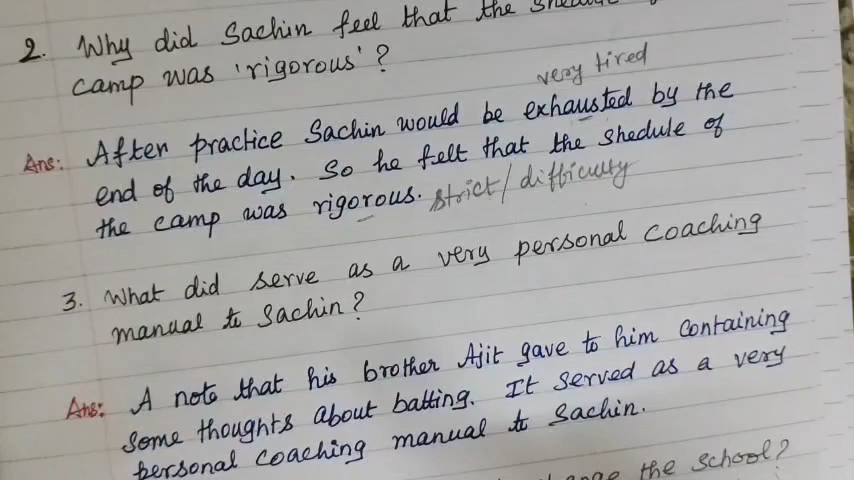 2. Why did Sachin feel that the
camp was 'rigorous'?
very tired
Ans: After practice Sachin would be exhausted by the
end of the day. So he felt that the shedule of
the camp was rigorous. strict/difficulty
3. What did serve as a very personal coaching
manual to Sachin?
Ans: A note that his brother Ajit gave to him containing
some thoughts about batting. It served as a very
personal coaching manual to Sachin.
the school?